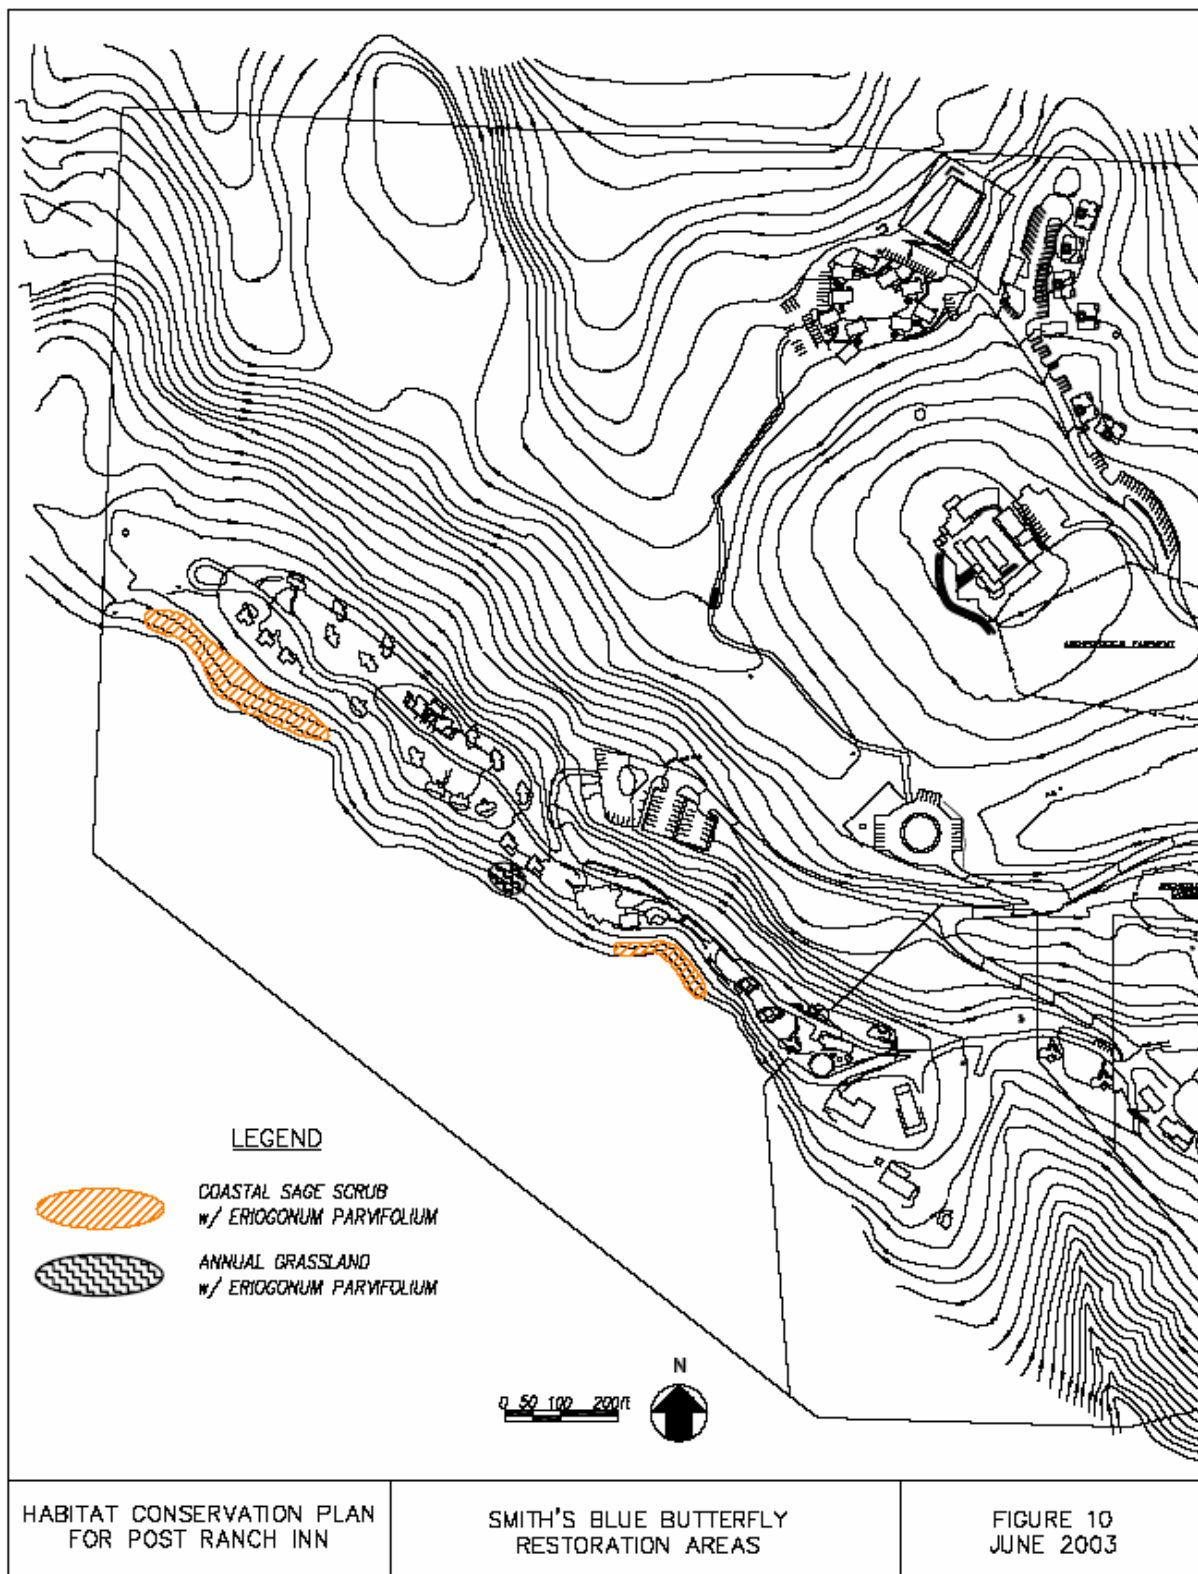 LEGEND
COASTAL SAGE SCRUB
w/ ERIOGONUM PARVIFOLIUM
ANNUAL GRASSLAND
w/ ERIOGONUM PARVIFOLIUM
0 50 100 200ft
N
HABITAT CONSERVATION PLAN
FOR POST RANCH INN
SMITH'S BLUE BUTTERFLY
RESTORATION AREAS
FIGURE 10
JUNE 2003